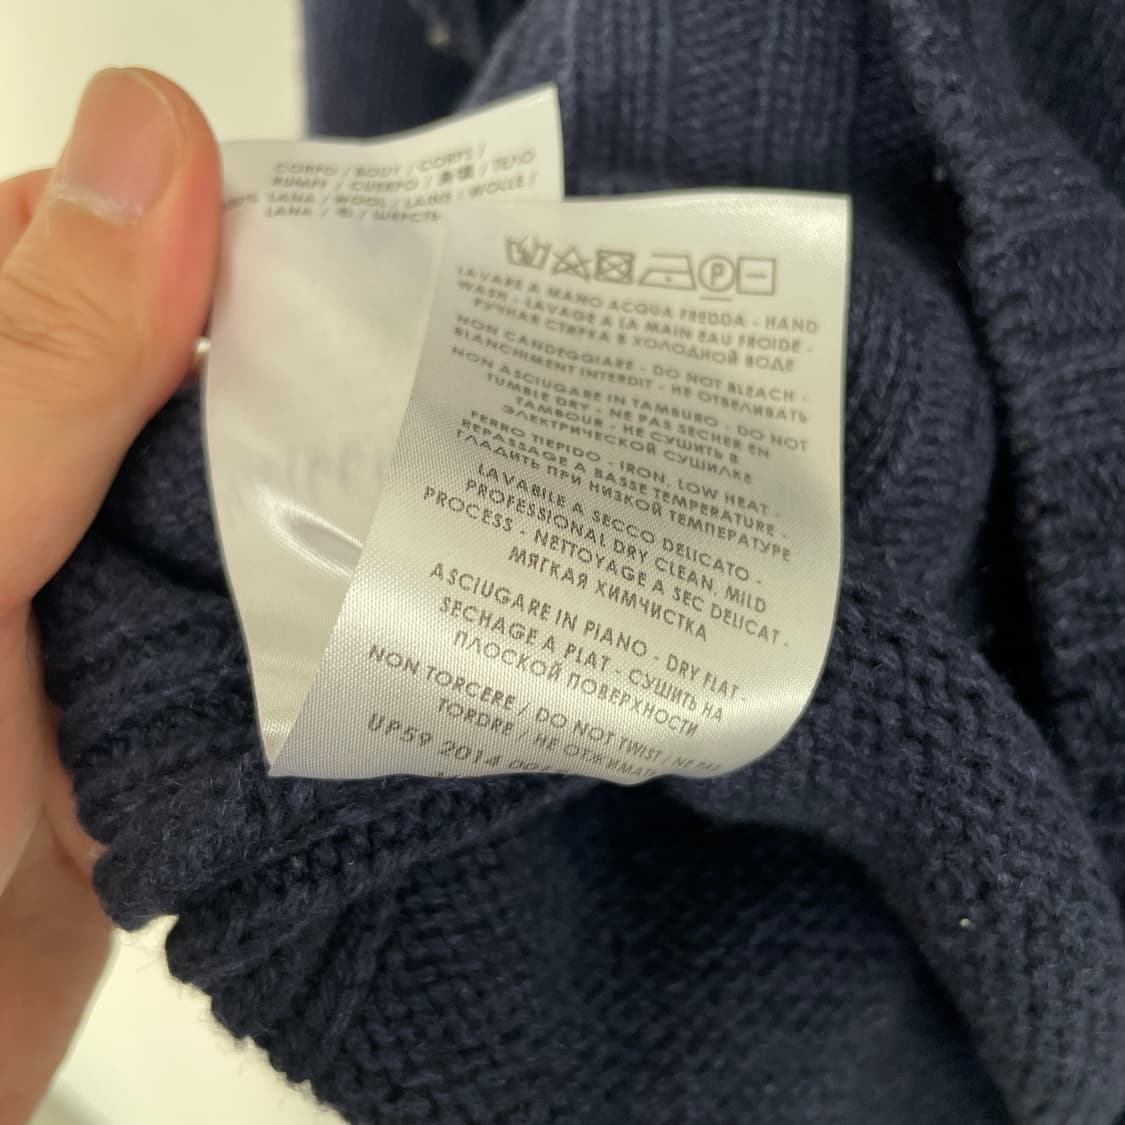 CORPO / BODY / CORPS /
RUMPF / CUERPO / 身頃 / ТЕЛО
100% LANA / WOOL / LAINE / WOLLE /
LANA / 毛 / ШЕРСТЬ
P
LAVARE A MANO ACQUA FREDDA - HAND
WASH - LAVAGE A LA MAIN EAU FROIDE -
РУЧНАЯ СТИРКА В ХОЛОДНОЙ ВОДЕ
NON CANDEGGIARE - DO NOT BLEACH -
BLANCHIMENT INTERDIT - НЕ ОТБЕЛИВАТЬ
NON ASCIUGARE IN TAMBURO - DO NOT
TUMBLE DRY - NE PAS SECHER EN
TAMBOUR - НЕ СУШИТЬ В
ЭЛЕКТРИЧЕСКОЙ СУШИЛКЕ
FERRO TIEPIDO - IRON, LOW HEAT -
REPASSAGE A BASSE TEMPERATURE -
ГЛАДИТЬ ПРИ НИЗКОЙ ТЕМПЕРАТУРЕ
LAVABILE A SECCO DELICATO -
PROFESSIONAL DRY CLEAN, MILD
PROCESS - NETTOYAGE A SEC DELICAT -
МЯГКАЯ ХИМЧИСТКА
ASCIUGARE IN PIANO - DRY FLAT -
SECHAGE A PLAT - СУШИТЬ НА
ПЛОСКОЙ ПОВЕРХНОСТИ
NON TORCERE / DO NOT TWIST / NE PAS
TORDRE / НЕ ОТЖИМАТЬ
UP59 2014